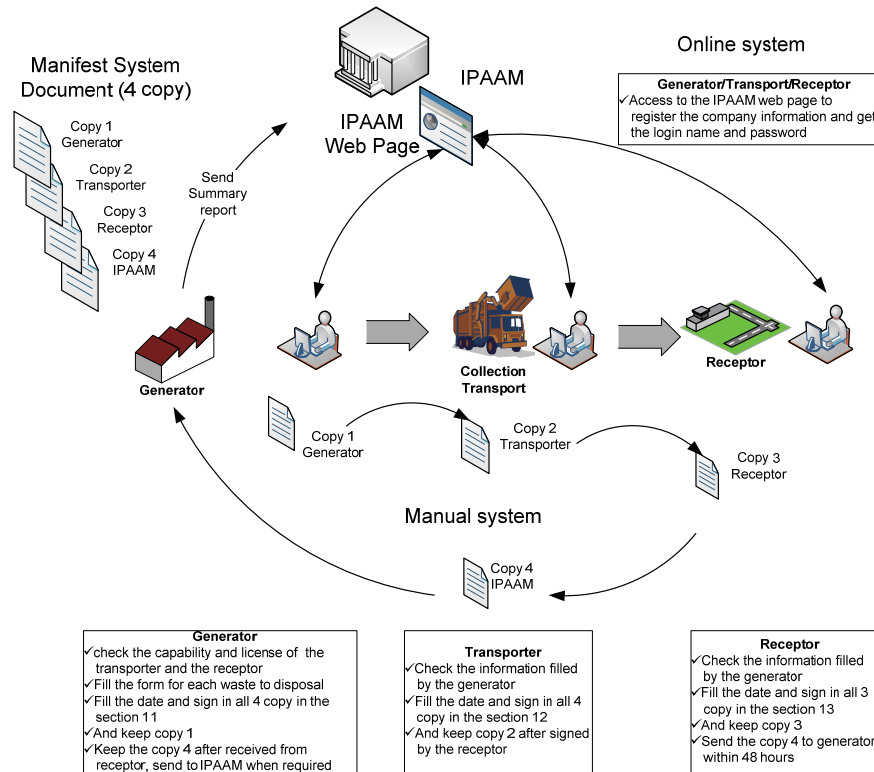 Manifest System
Document (4 copy)
Copy 1
Generator
Copy 2
Transporter
Copy 3
Receptor
Copy 4
IPAAM
Send
Summary
report
IPAAM
IPAAM
Web Page
Online system
Generator/Transport/Receptor
✓Access to the IPAAM web page to
register the company information and get
the login name and password
Generator
Collection
Transport
Receptor
Copy 1
Generator
Copy 2
Transporter
Copy 3
Receptor
Manual system
Copy 4
IPAAM
Generator
✓check the capability and license of the
transporter and the receptor
✓Fill the form for each waste to disposal
✓Fill the date and sign in all 4 copy in the
section 11
✓And keep copy 1
✓Keep the copy 4 after received from
receptor, send to IPAAM when required
Transporter
✓Check the information filled
by the generator
✓Fill the date and sign in all 4
copy in the section 12
✓And keep copy 2 after signed
by the receptor
Receptor
✓Check the information filled
by the generator
✓Fill the date and sign in all 3
copy in the section 13
✓And keep copy 3
✓Send the copy 4 to generator
within 48 hours